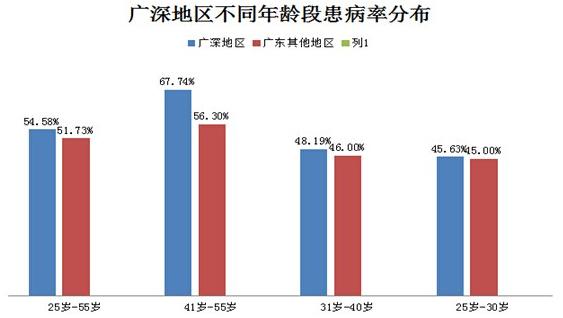 广深地区不同年龄段患病率分布
广深地区 广东其他地区 列1
67.74%
54.58% 51.73% 56.30% 48.19% 46.00% 45.63% 45.00%
25岁-55岁 41岁-55岁 31岁-40岁 25岁-30岁